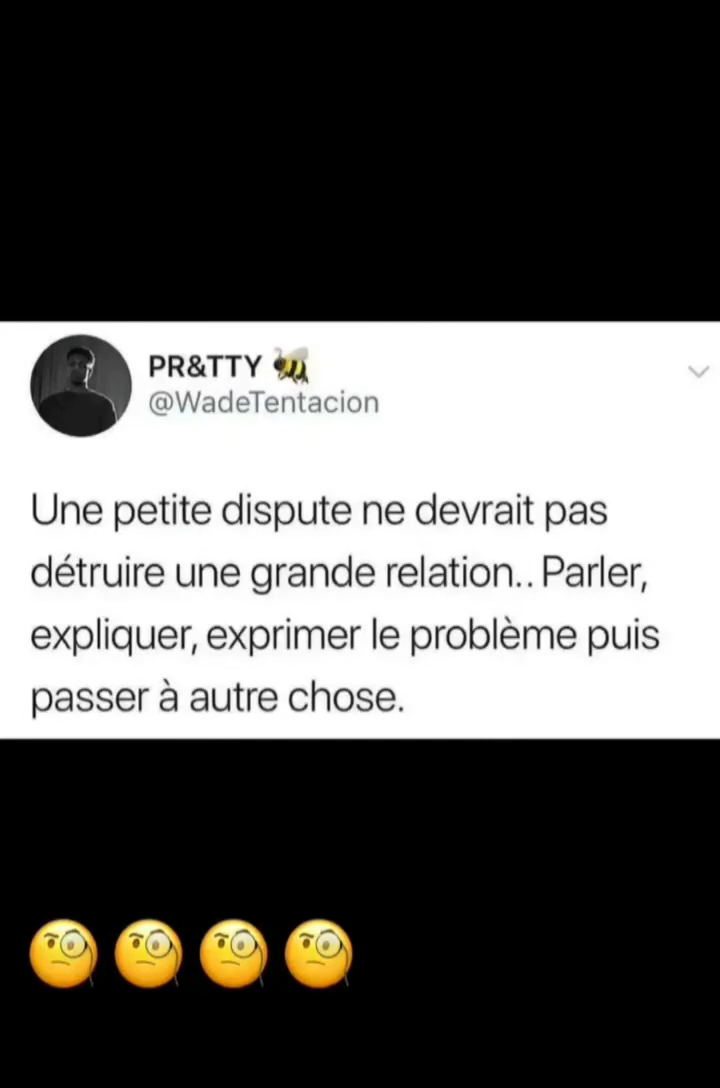 PR&TTY 🐝
@WadeTentacion
Une petite dispute ne devrait pas
détruire une grande relation.. Parler,
expliquer, exprimer le problème puis
passer à autre chose.
🧐🧐🧐🧐